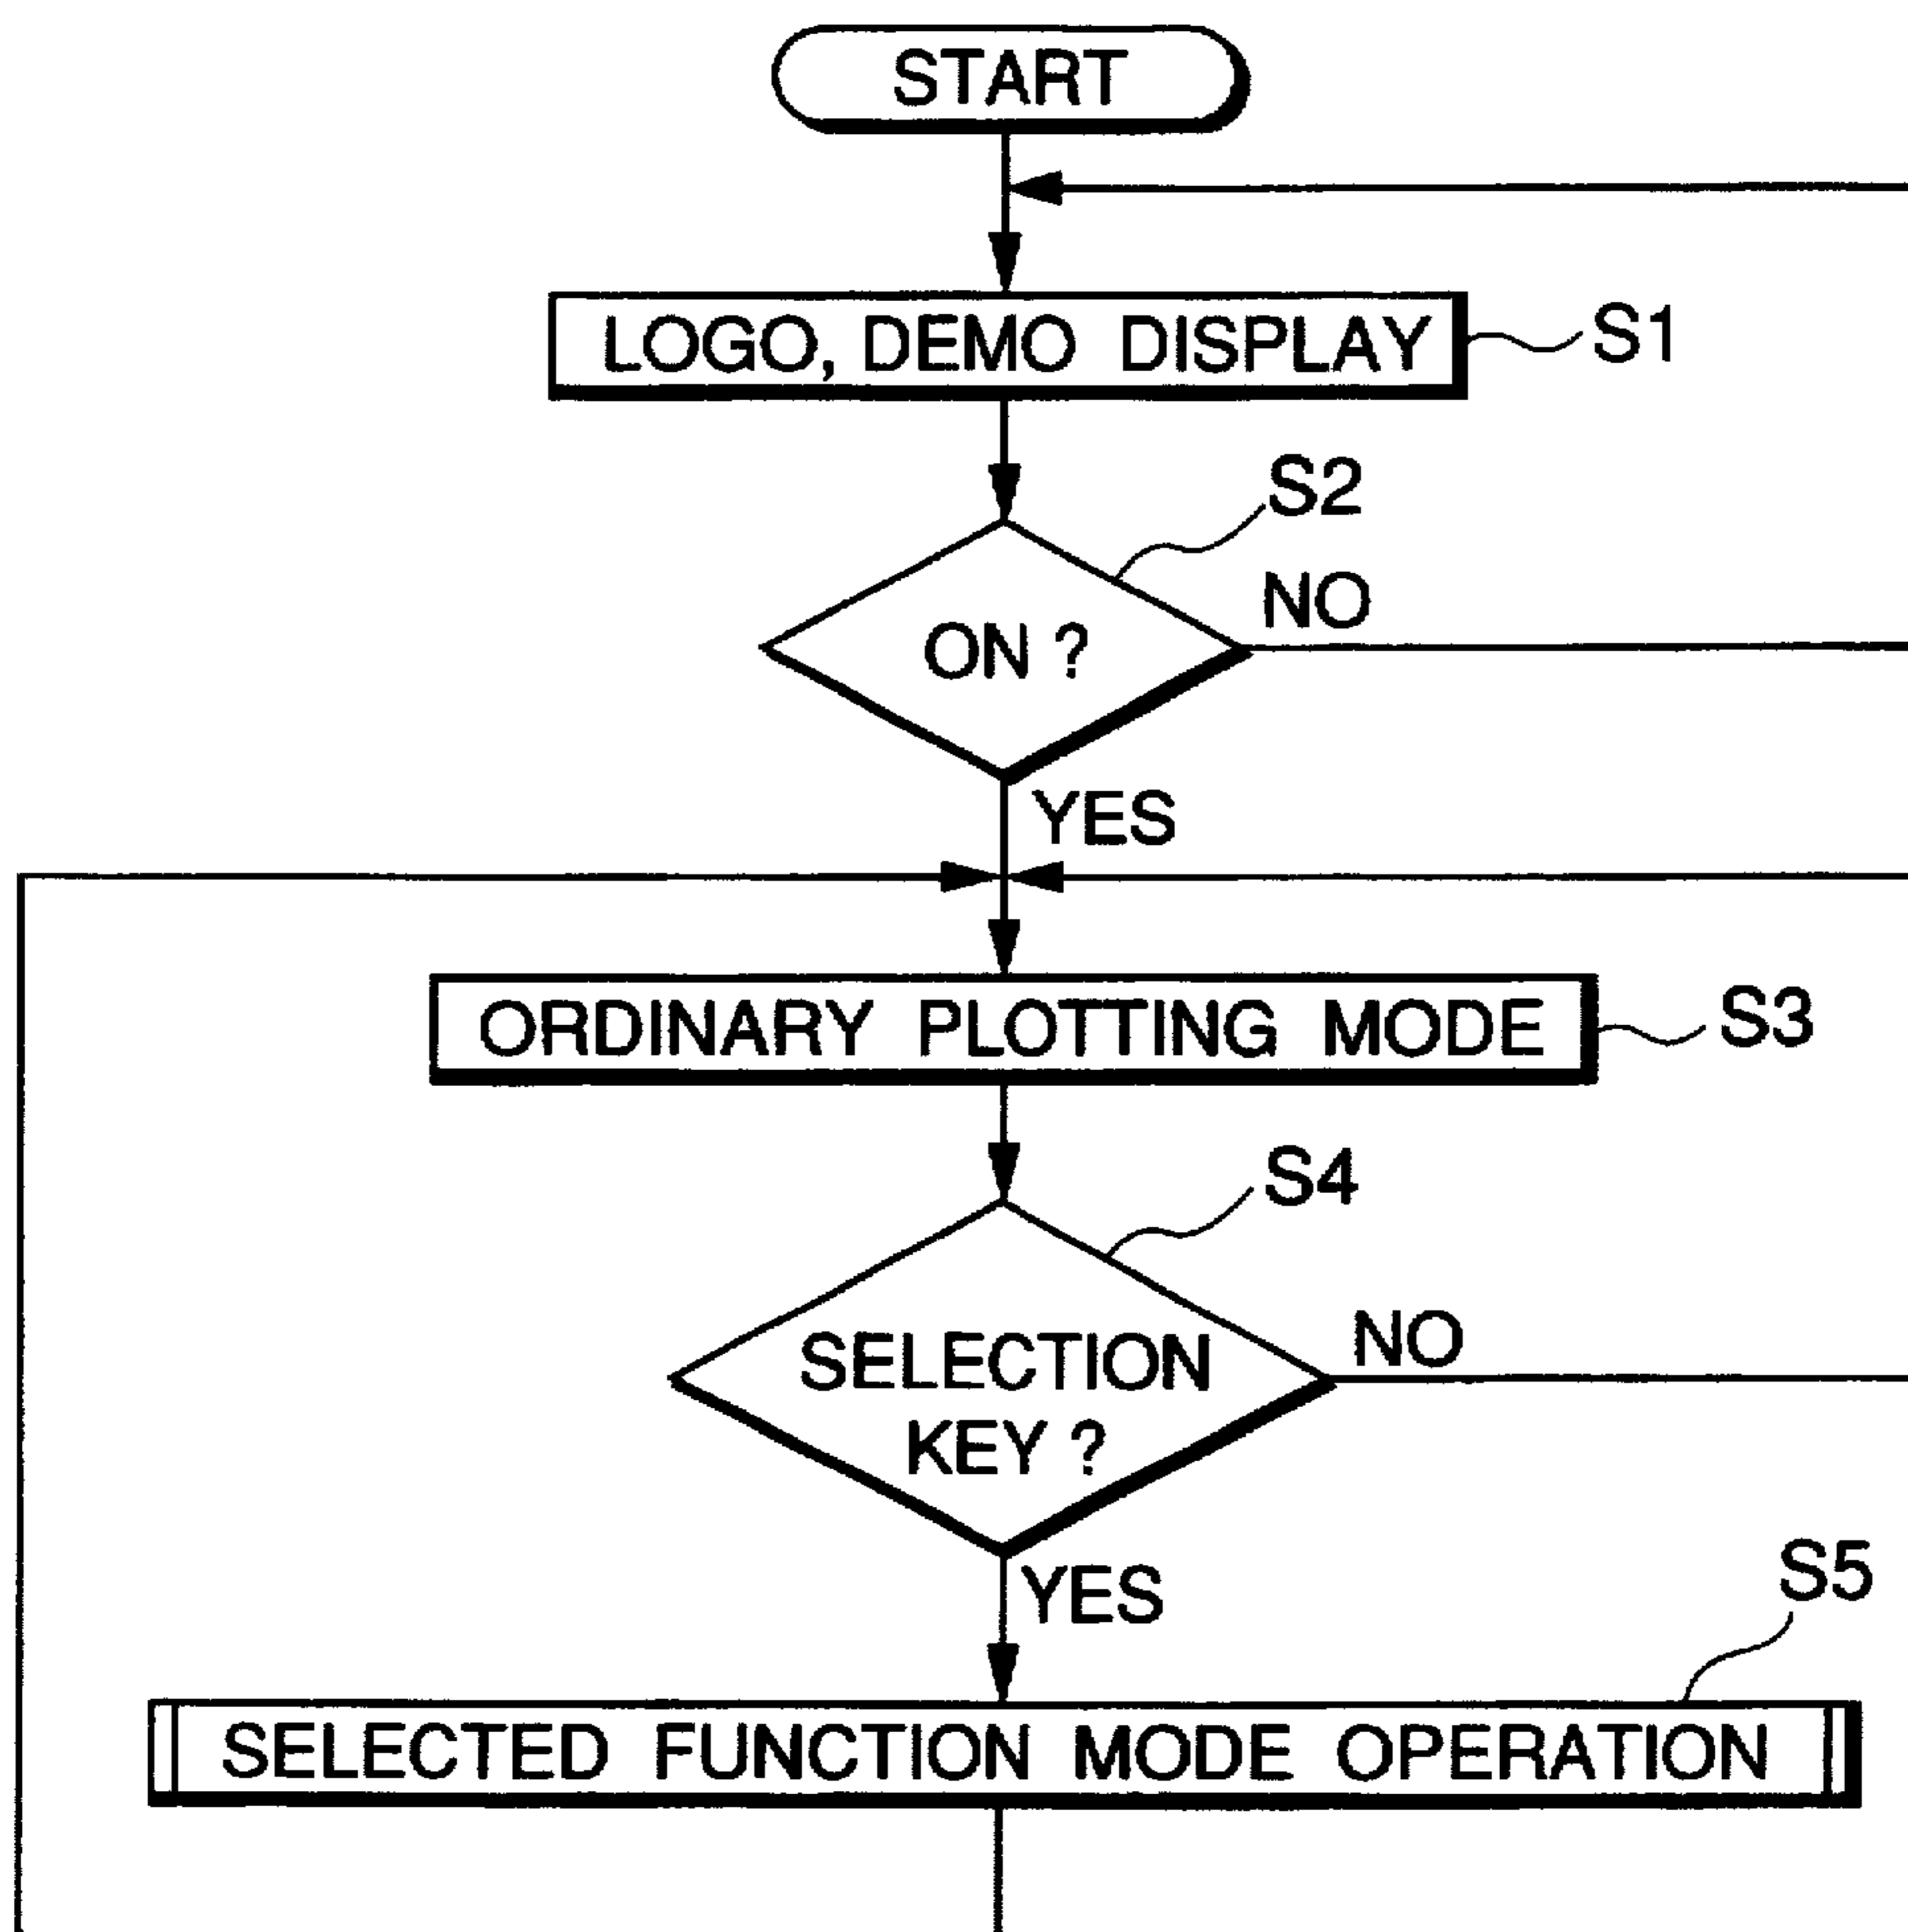 START
LOGO, DEMO DISPLAY
S1
S2
ON ?
NO
YES
ORDINARY PLOTTING MODE
S3
S4
SELECTION
KEY ?
NO
YES
S5
SELECTED FUNCTION MODE OPERATION